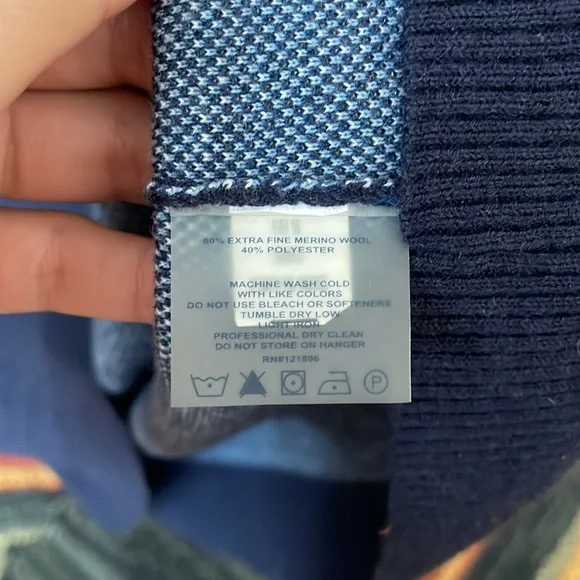 60% EXTRA FINE MERINO WOOL
40% POLYESTER
MACHINE WASH COLD
WITH LIKE COLORS
DO NOT USE BLEACH OR SOFTENERS
TUMBLE DRY LOW
LIGHT IRON
PROFESSIONAL DRY CLEAN
DO NOT STORE ON HANGER
RN#121896
P